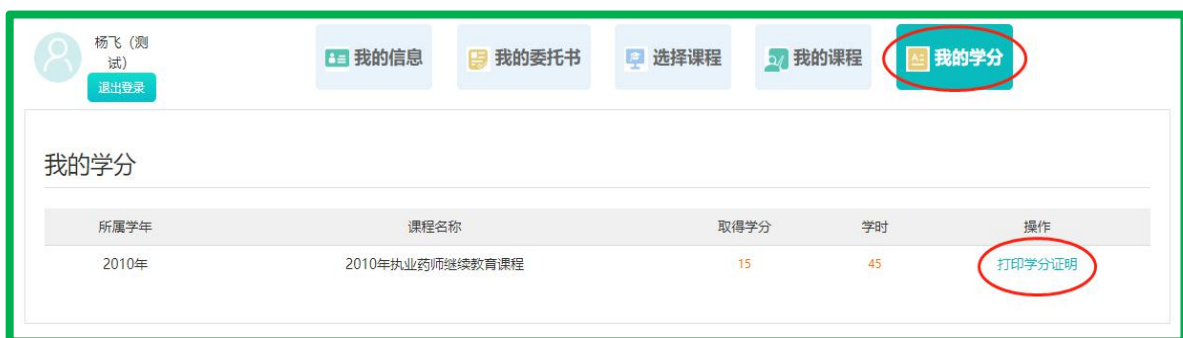 杨飞（测
试）
退出登录
我的信息
我的委托书
选择课程
我的课程
我的学分
我的学分
所属学年 课程名称 取得学分 学时 操作
2010年 2010年执业药师继续教育课程 15 45 打印学分证明